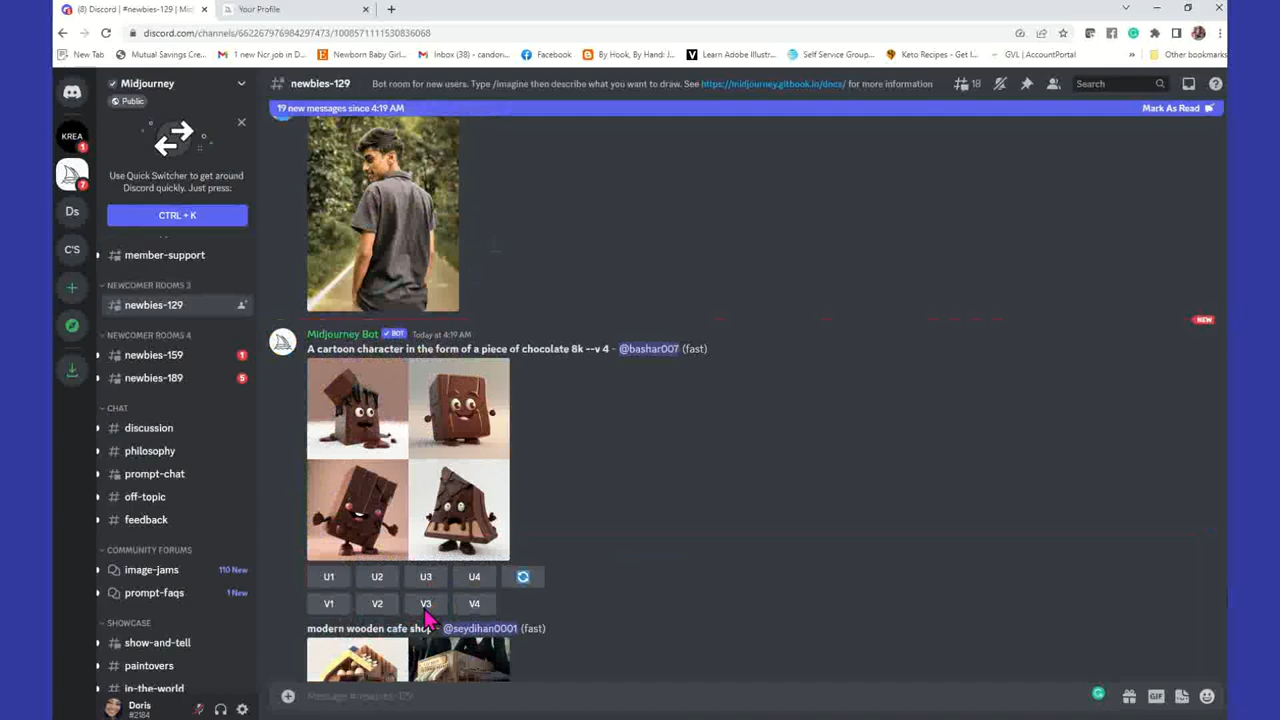 (8) Discord | #newbies-129 | Mid
Your Profile
discord.com/channels/662267976984297473/1008571111530836068
New Tab
Mutual Savings Cre...
1 new Ncr job in D...
Newborn Baby Girl...
Inbox (38) - candon...
Facebook
By Hook, By Hand: J...
Learn Adobe Illustr...
Self Service Group...
Keto Recipes - Get I...
GVL | AccountPortal
Other bookmarks
Midjourney
Public
newbies-129
Bot room for new users. Type /imagine then describe what you want to draw. See https://midjourney.gitbook.io/docs/ for more information
18
Search
19 new messages since 4:19 AM
Mark As Read
KREA
1
7
Ds
C'S
Use Quick Switcher to get around
Discord quickly. Just press:
CTRL + K
member-support
NEWCOMER ROOMS 3
newbies-129
NEWCOMER ROOMS 4
newbies-159
1
newbies-189
5
CHAT
discussion
philosophy
prompt-chat
off-topic
feedback
COMMUNITY FORUMS
image-jams
110 New
prompt-faqs
1 New
SHOWCASE
show-and-tell
paintovers
in-the-world
Doris
#2184
NEW
Midjourney Bot
BOT
Today at 4:19 AM
A cartoon character in the form of a piece of chocolate 8k --v 4 - @bashar007 (fast)
U1 U2 U3 U4
V1 V2 V3 V4
modern wooden cafe shop - @seydihan0001 (fast)
Message #newbies-129
GIF